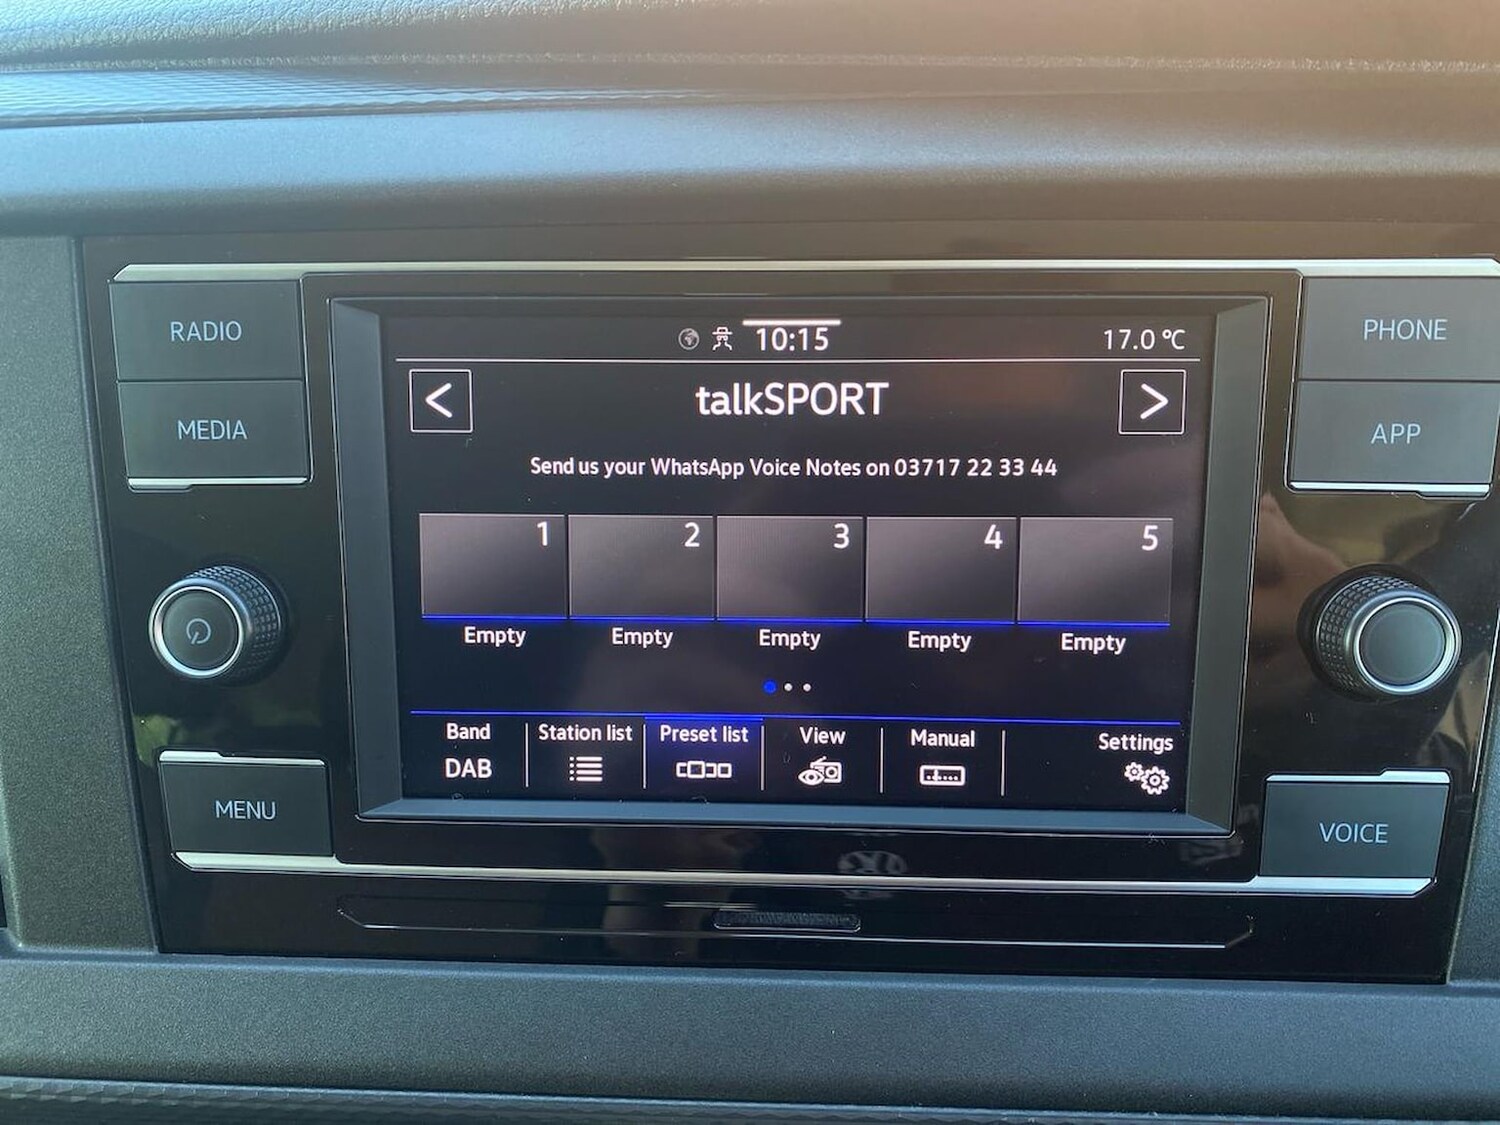 RADIO
MEDIA
MENU
10:15
17.0 °C
<
talkSPORT
>
Send us your WhatsApp Voice Notes on 03717 22 33 44
1
2
3
4
5
Empty
Empty
Empty
Empty
Empty
Band
Station list
Preset list
View
Manual
Settings
DAB
PHONE
APP
VOICE